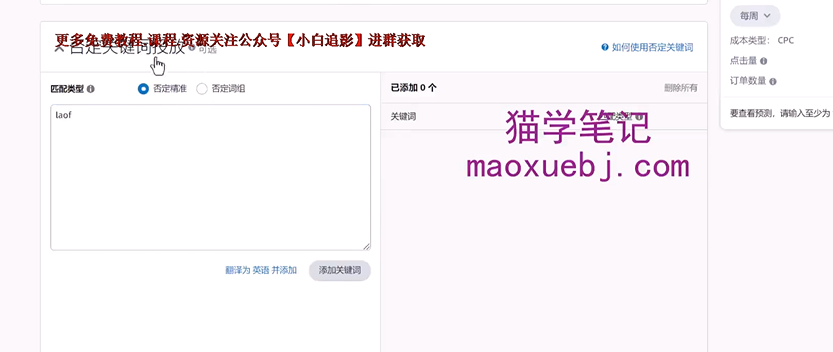 每周
更多免费教程 课程 资源关注公众号【小白追影】进群获取
否定关键词投放 可选
如何使用否定关键词
成本类型: CPC
点击量
订单数量
匹配类型 否定精准 否定词组
已添加 0 个 删除所有
要查看预测，请输入至少为
laof
关键词 匹配类型
猫学笔记
maoxuebj.com
翻译为 英语 并添加 添加关键词